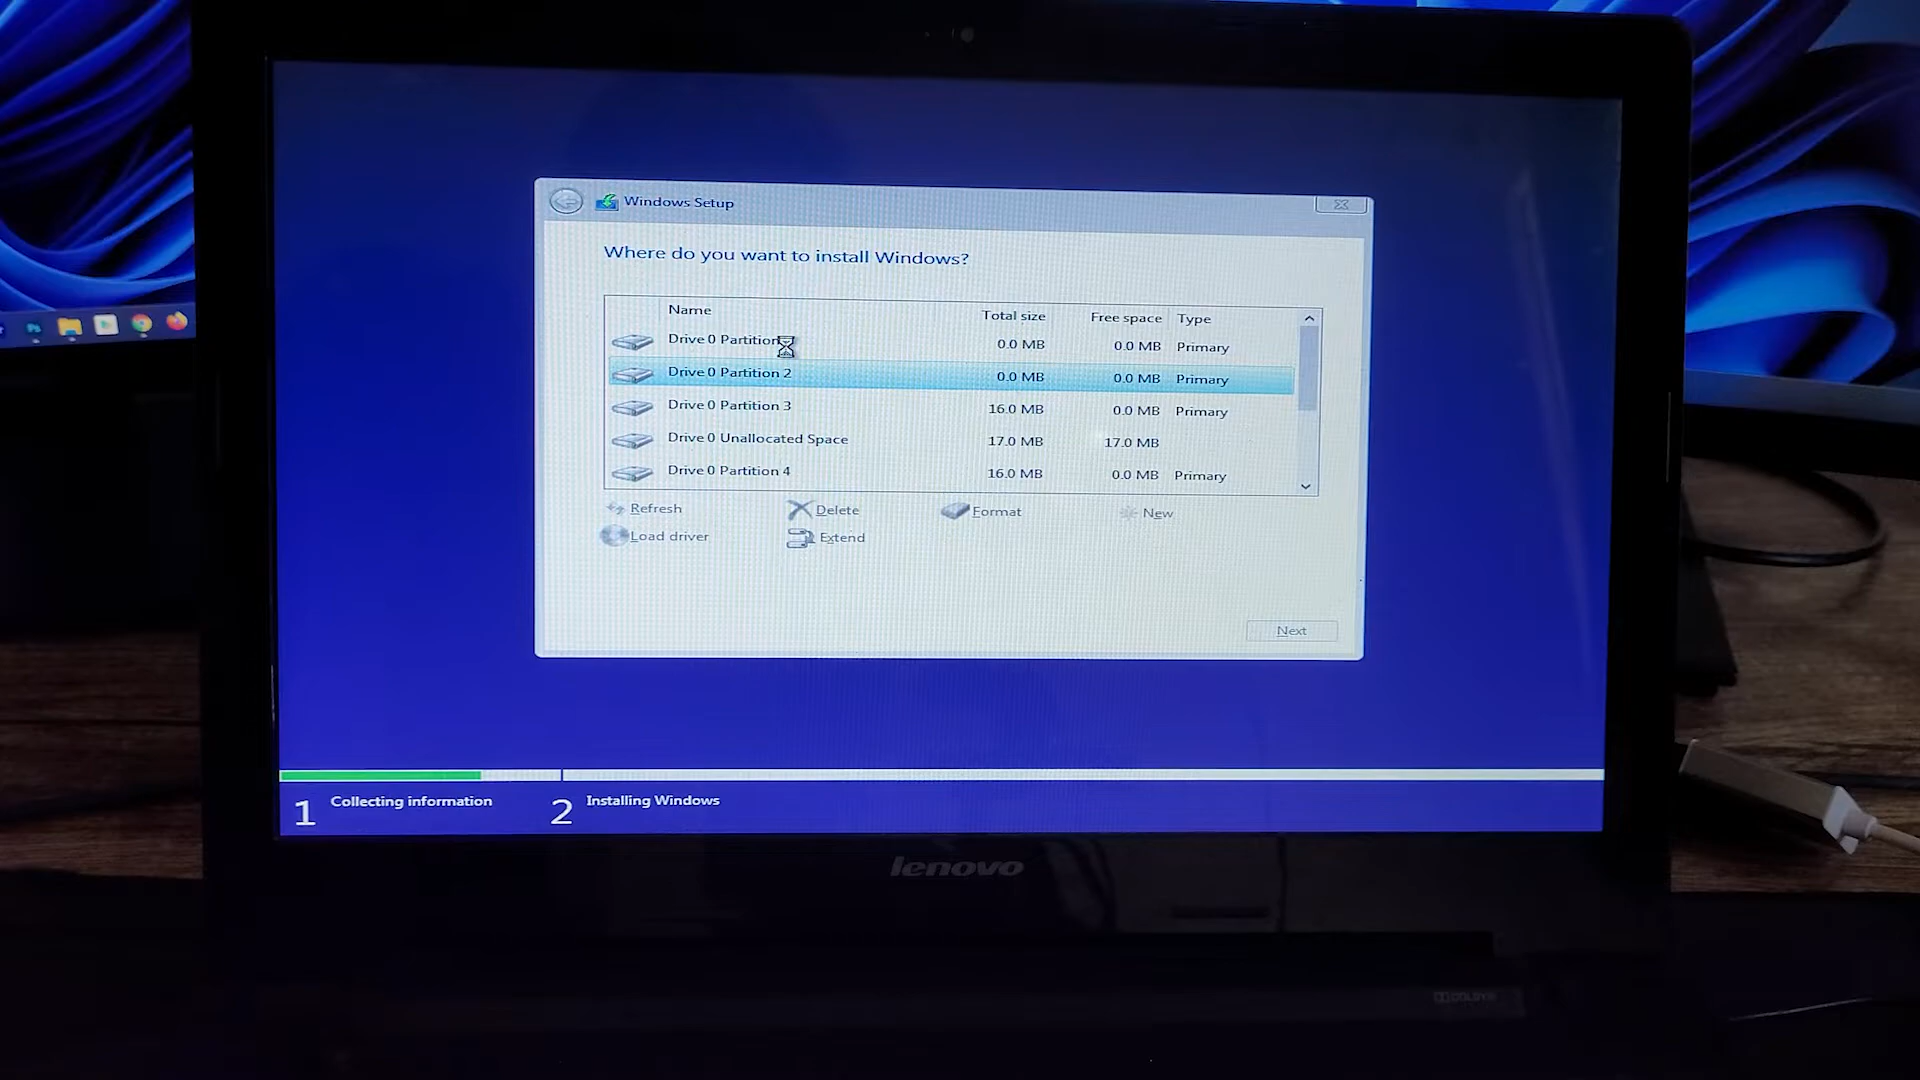 Windows Setup
Where do you want to install Windows?
Name Total size Free space Type
Drive 0 Partition 0.0 MB 0.0 MB Primary
Drive 0 Partition 2 0.0 MB 0.0 MB Primary
Drive 0 Partition 3 16.0 MB 0.0 MB Primary
Drive 0 Unallocated Space 17.0 MB 17.0 MB
Drive 0 Partition 4 16.0 MB 0.0 MB Primary
Refresh Delete Format New
Load driver Extend
Next
1 Collecting information 2 Installing Windows
lenovo